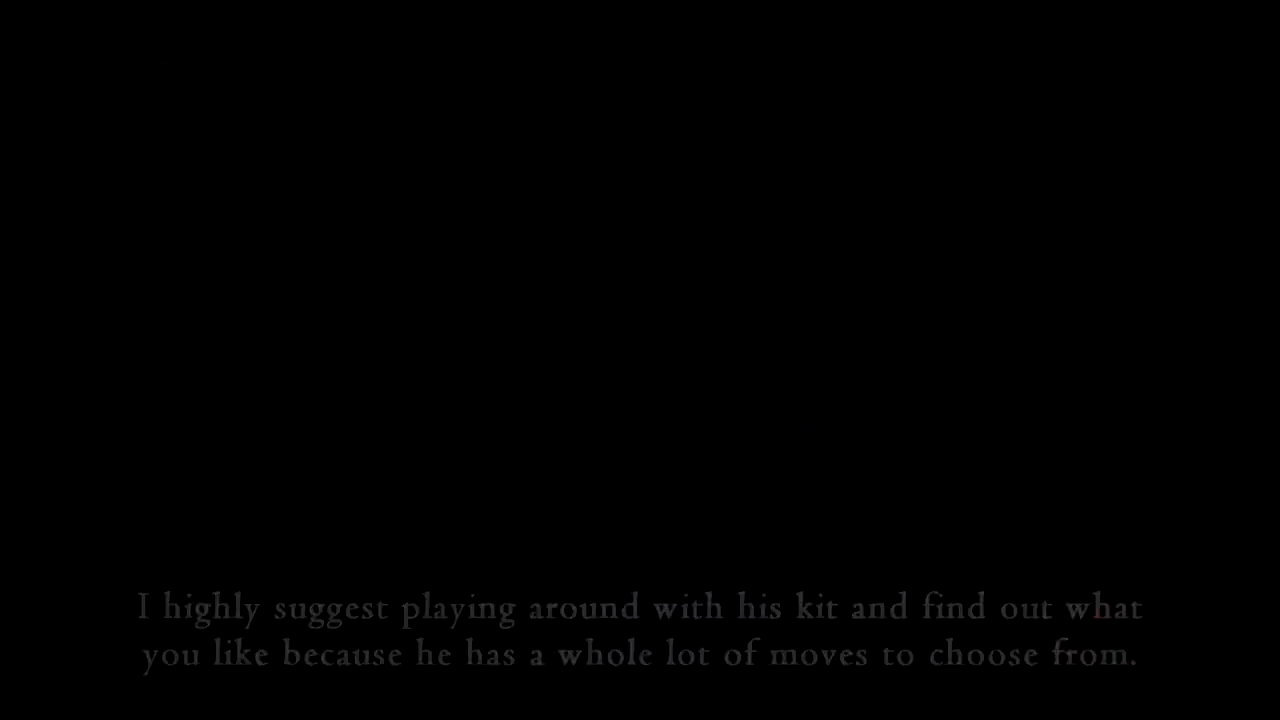 I highly suggest playing around with his kit and find out what
you like because he has a whole lot of moves to choose from.